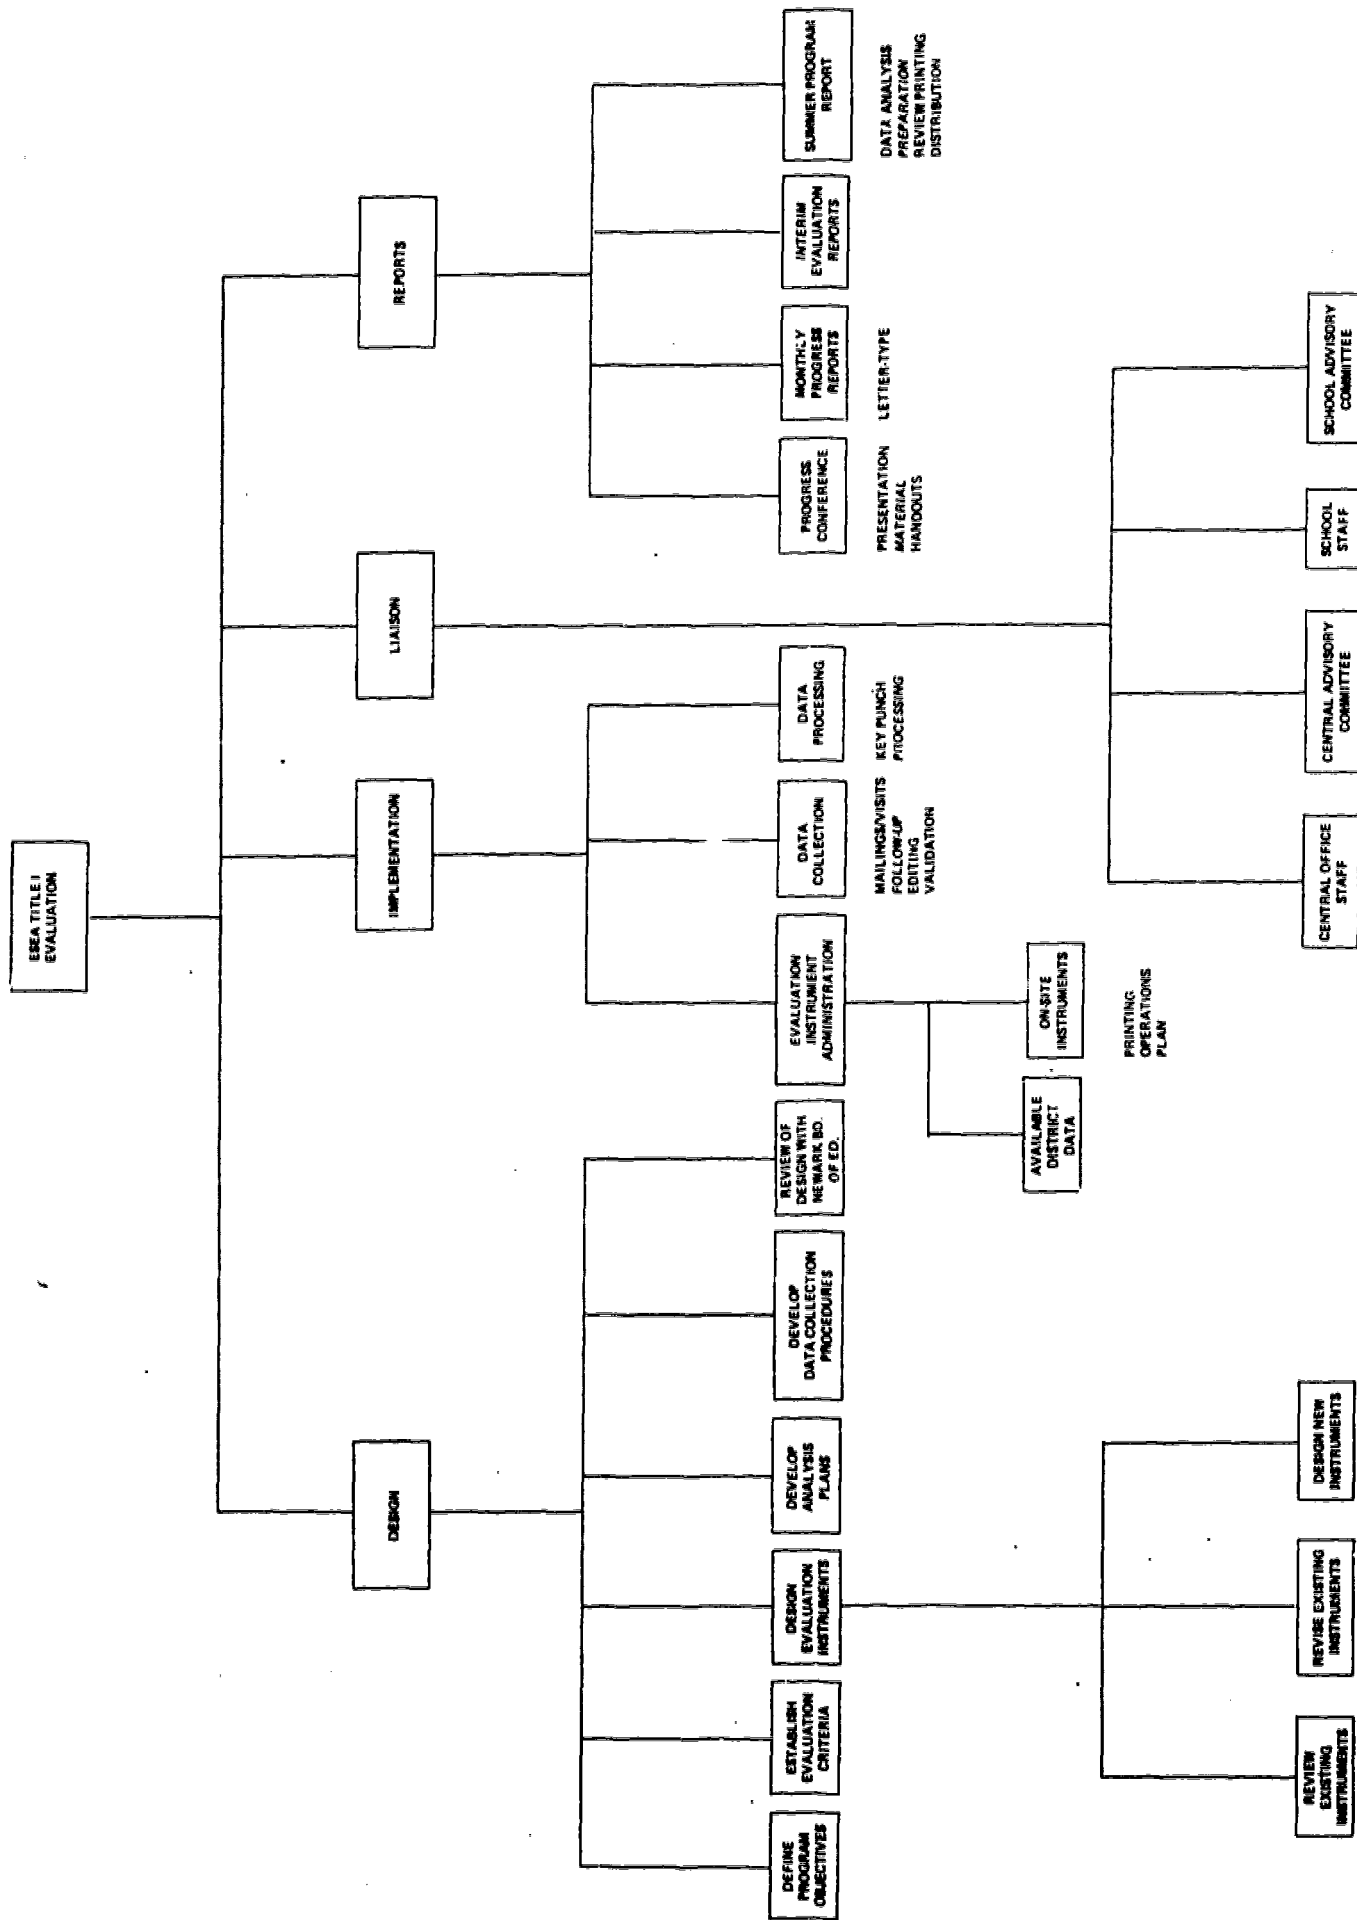 ESEA TITLE I
EVALUATION
DESIGN
IMPLEMENTATION
LIAISON
REPORTS
DEFINE
PROGRAM
OBJECTIVES
ESTABLISH
EVALUATION
CRITERIA
DESIGN
EVALUATION
INSTRUMENTS
DEVELOP
ANALYSIS
PLANS
DEVELOP
DATA COLLECTION
PROCEDURES
REVIEW OF
DESIGN WITH
NEWARK BD.
OF ED.
EVALUATION
INSTRUMENT
ADMINISTRATION
DATA
COLLECTION
MAILINGS/VISITS
FOLLOW-UP
EDITING
VALIDATION
DATA
PROCESSING
KEY PUNCH
PROCESSING
PROGRESS
CONFERENCE
PRESENTATION
MATERIAL
HANDOUTS
MONTHLY
PROGRESS
REPORTS
LETTER-TYPE
INTERIM
EVALUATION
REPORTS
SUMMER PROGRAM
REPORT
DATA ANALYSIS
PREPARATION
REVIEW PRINTING
DISTRIBUTION
AVAILABLE
DISTRICT
DATA
ON-SITE
INSTRUMENTS
PRINTING
OPERATIONS
PLAN
REVIEW
EXISTING
INSTRUMENTS
REVISE EXISTING
INSTRUMENTS
DESIGN NEW
INSTRUMENTS
CENTRAL OFFICE
STAFF
CENTRAL ADVISORY
COMMITTEE
SCHOOL
STAFF
SCHOOL ADVISORY
COMMITTEE